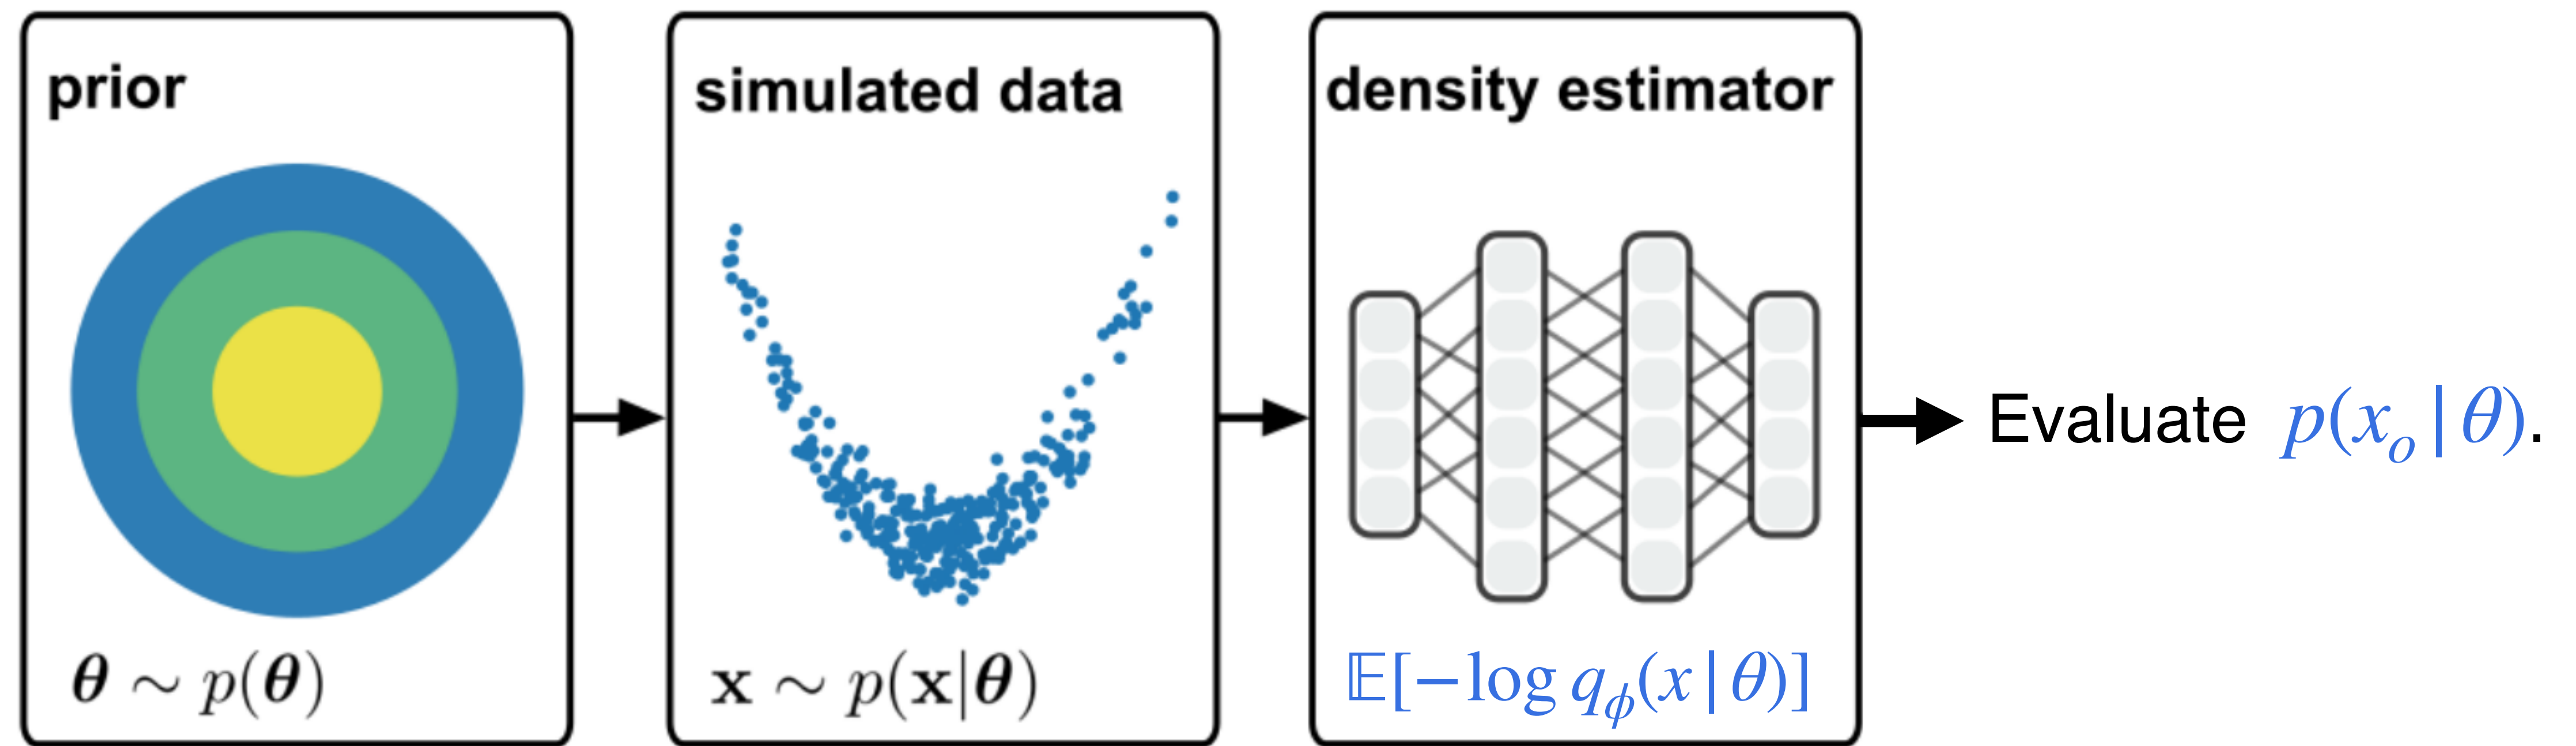 prior
θ ∼ p(θ)
simulated data
x ∼ p(x|θ)
density estimator
𝔼[−log q_ϕ(x | θ)]
Evaluate p(x_o | θ).